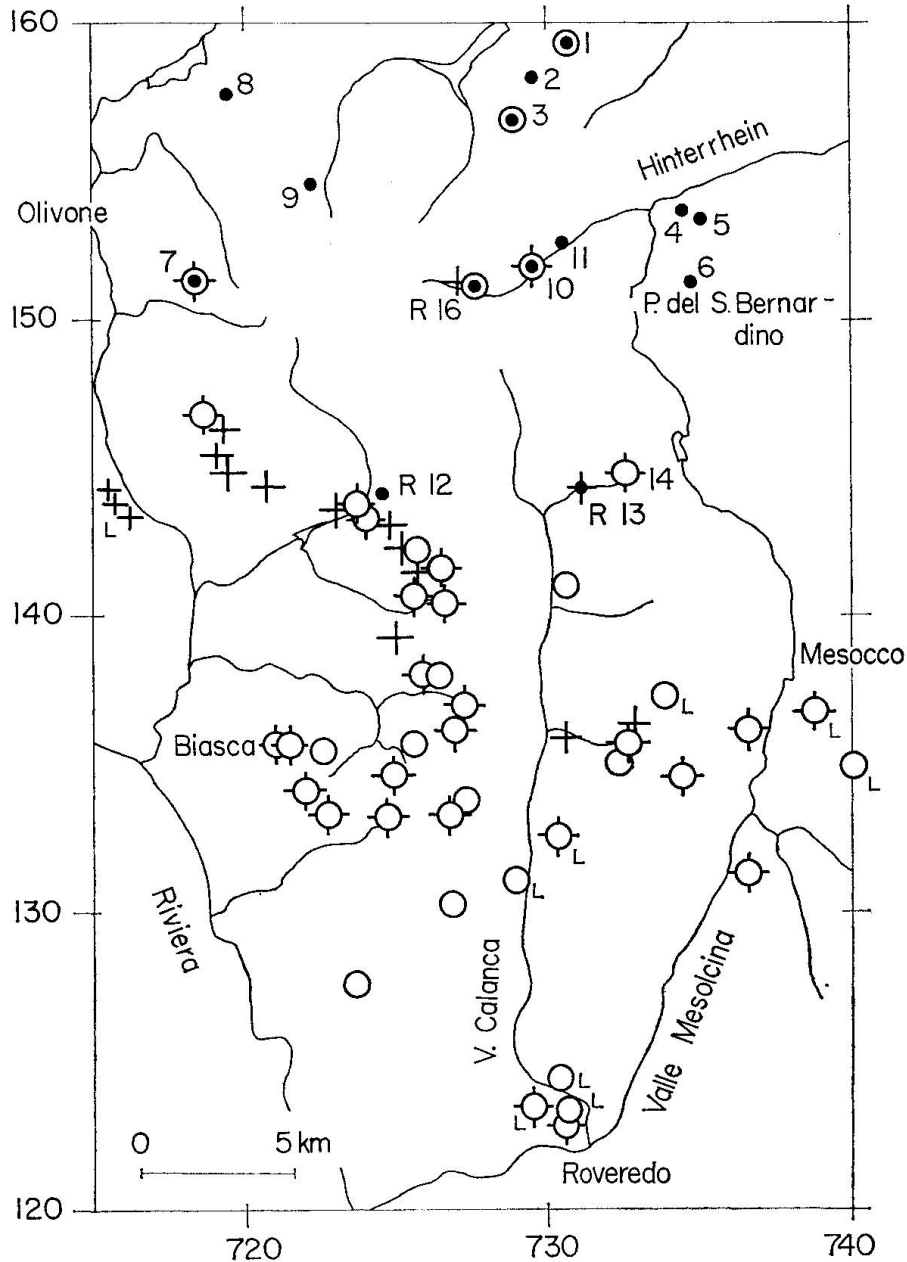 160
1
2
8
3
Hinterrhein
9
Olivone
4
5
7
11
6
10
R 16
P. del S. Bernar-
dino
150
14
R 12
R 13
L
140
Mesocco
L
L
Biasca
L
L
L
130
Riviera
V. Calanca
Valle Mesolcina
L
L
L
0
5 km
Roveredo
120
720
730
740